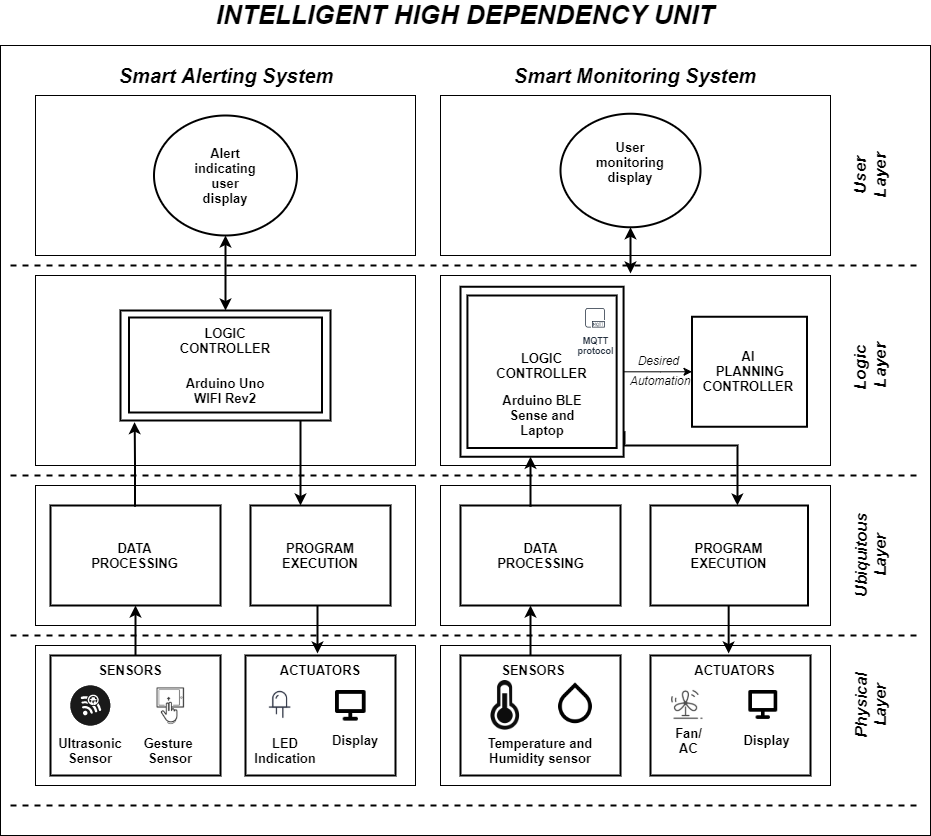 INTELLIGENT HIGH DEPENDENCY UNIT
Smart Alerting System
Smart Monitoring System
Alert
indicating
user
display
User
monitoring
display
User
Layer
LOGIC
CONTROLLER
Arduino Uno
WIFI Rev2
MQTT
MQTT
protocol
LOGIC
CONTROLLER
Arduino BLE
Sense and
Laptop
Desired
Automation
AI
PLANNING
CONTROLLER
Logic
Layer
DATA
PROCESSING
PROGRAM
EXECUTION
DATA
PROCESSING
PROGRAM
EXECUTION
Ubiquitous
Layer
SENSORS
Ultrasonic
Sensor
Gesture
Sensor
ACTUATORS
LED
Indication
Display
SENSORS
Temperature and
Humidity sensor
ACTUATORS
Fan/
AC
Display
Physical
Layer